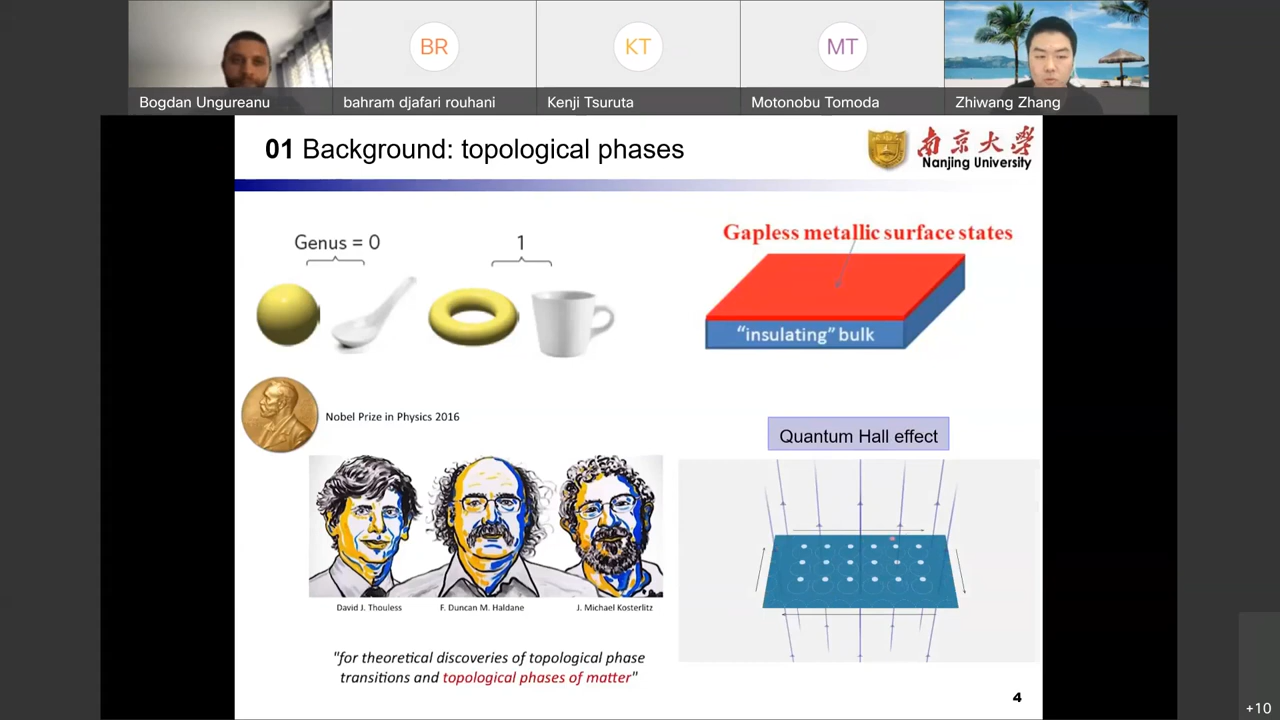 BR
KT
MT
Bogdan Ungureanu
bahram djafari rouhani
Kenji Tsuruta
Motonobu Tomoda
Zhiwang Zhang
01 Background: topological phases
南京大学
Nanjing University
Genus = 0
1
Gapless metallic surface states
“insulating” bulk
Nobel Prize in Physics 2016
Quantum Hall effect
David J. Thouless
F. Duncan M. Haldane
J. Michael Kosterlitz
"for theoretical discoveries of topological phase
transitions and topological phases of matter"
4
+10